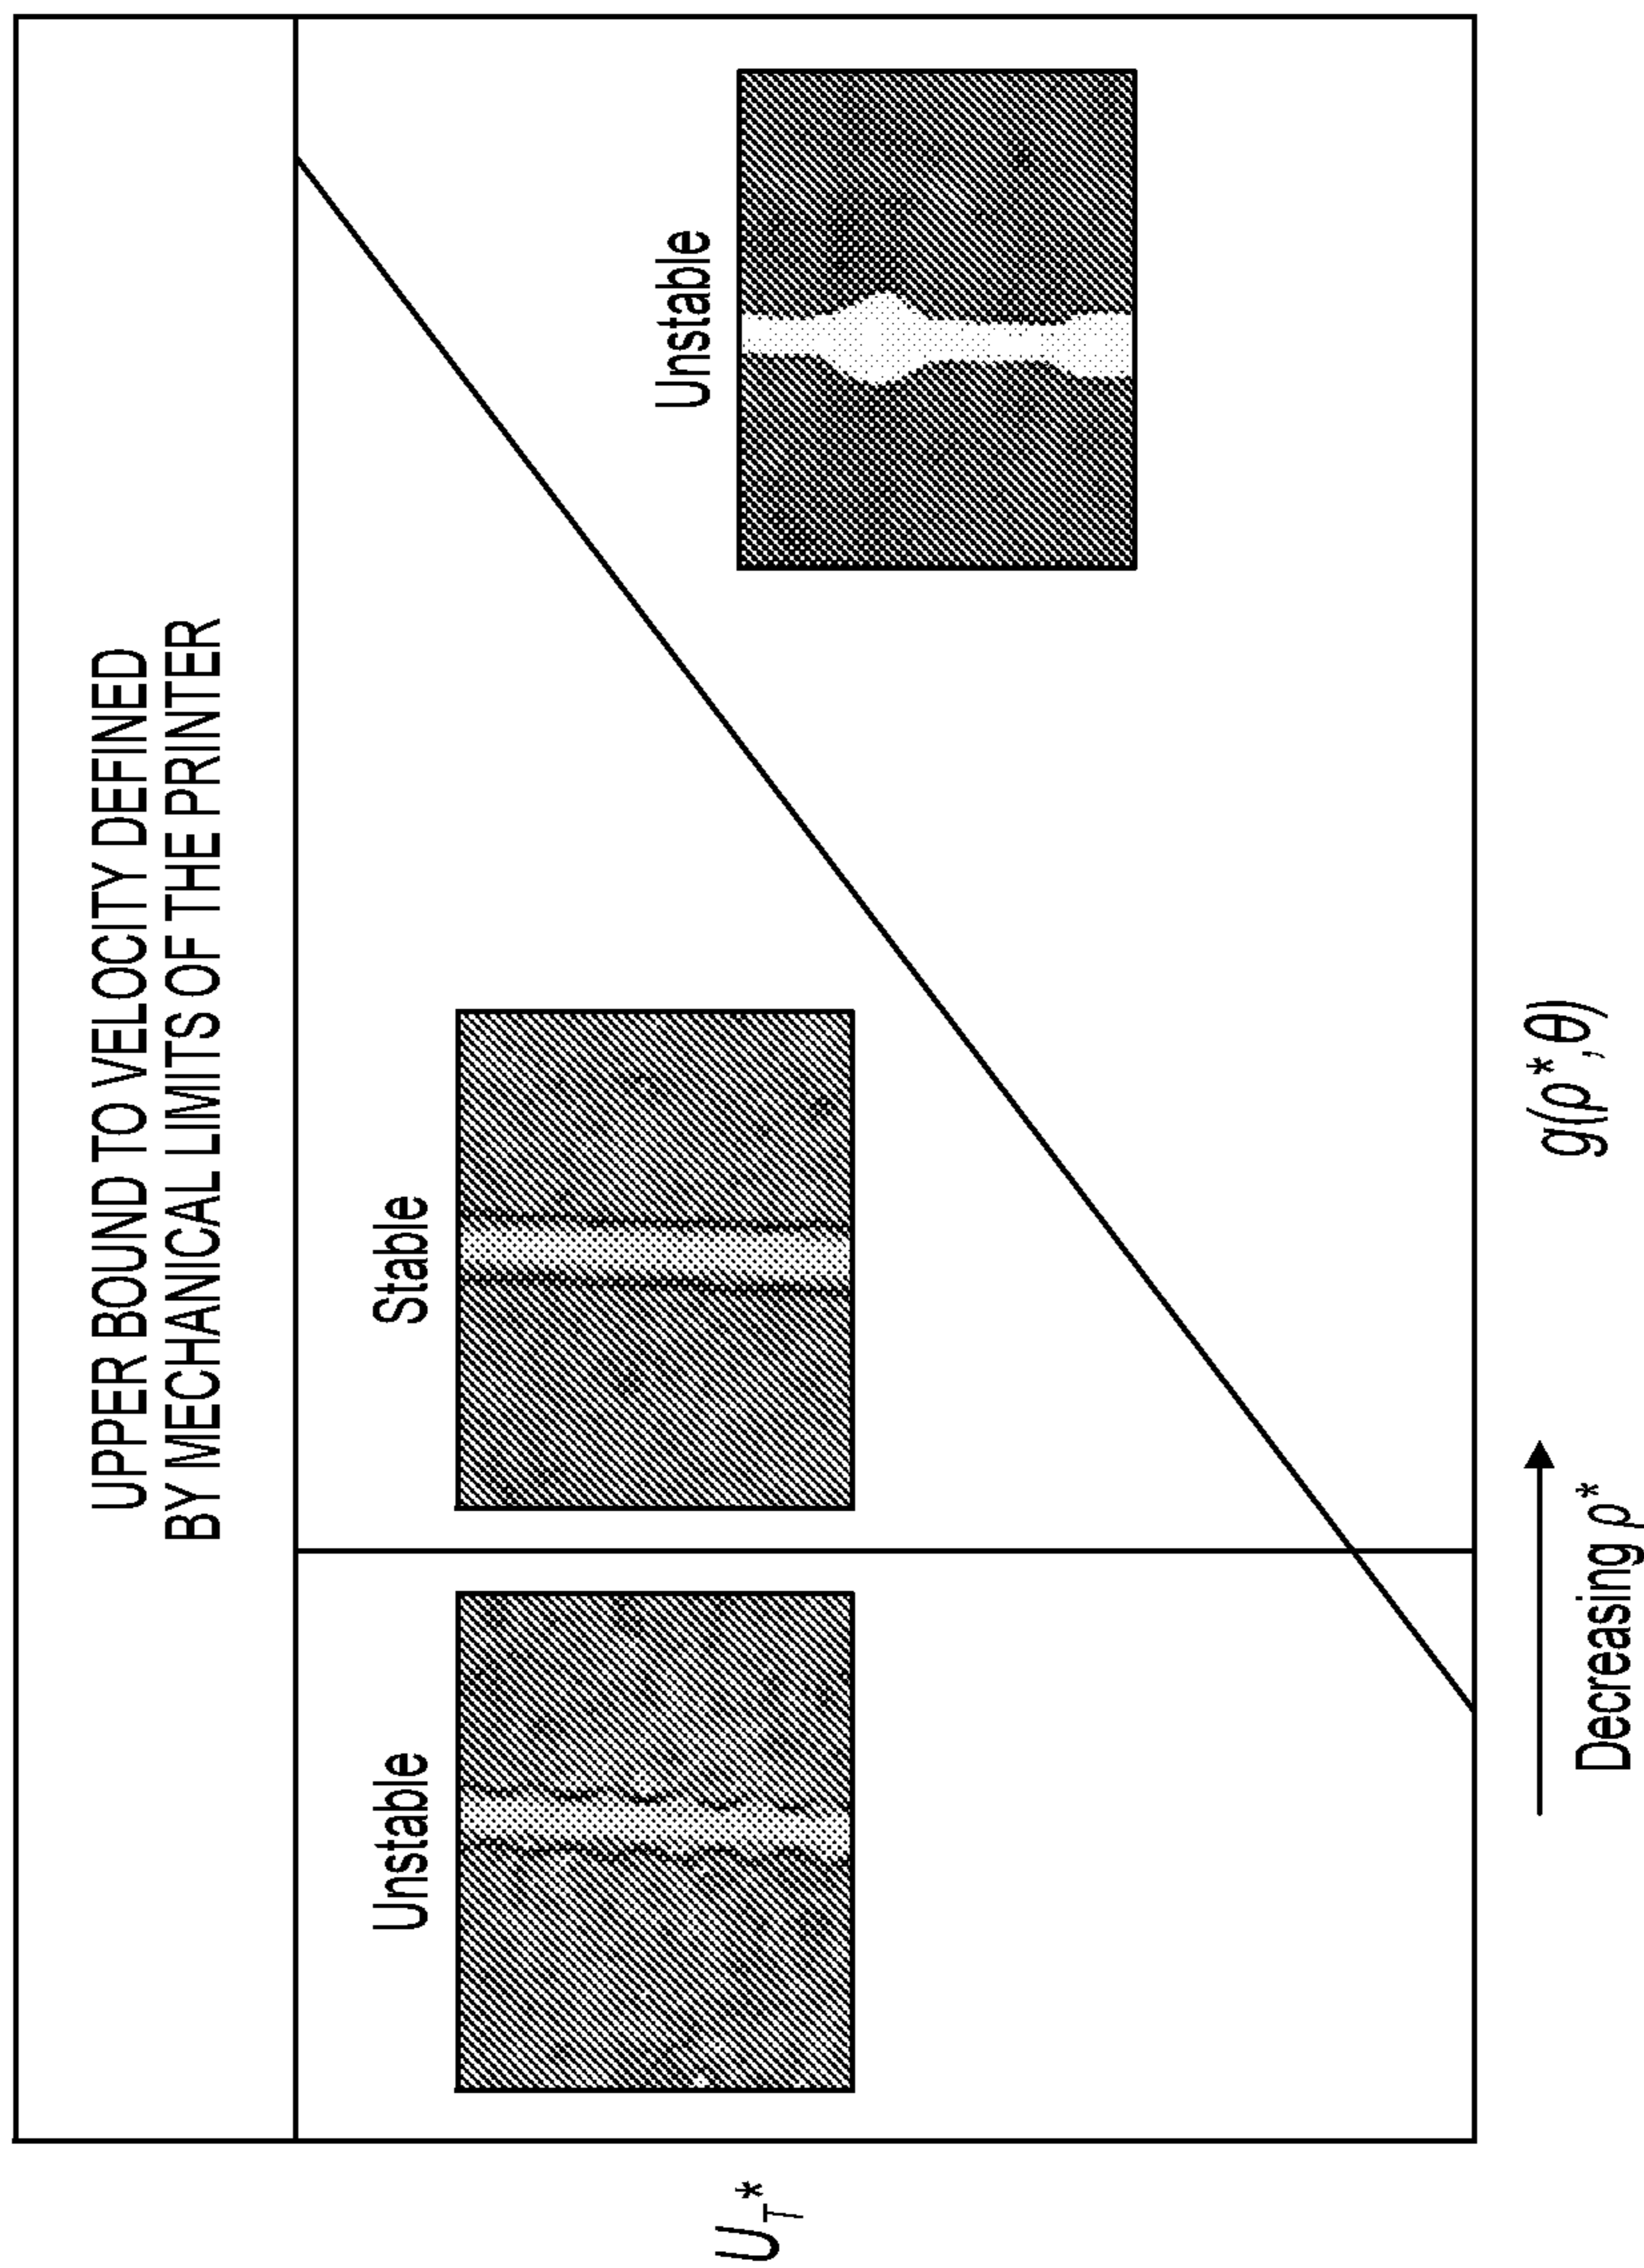 UPPER BOUND TO VELOCITY DEFINED
BY MECHANICAL LIMITS OF THE PRINTER
Unstable
Stable
Unstable
U_T*
g(ρ*,θ)
Decreasing ρ*